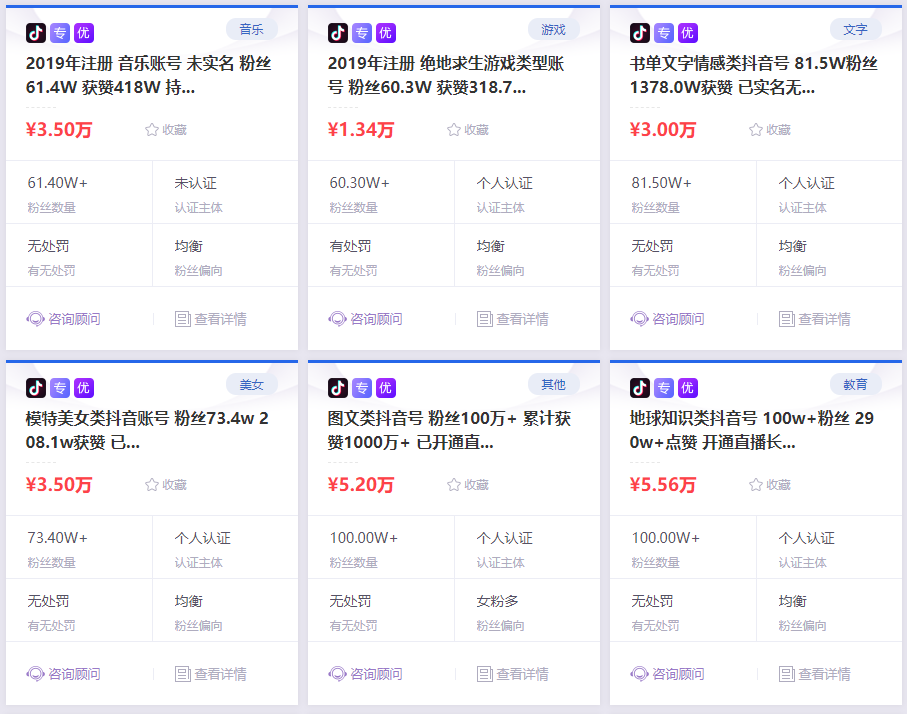 专 优 音乐
2019年注册 音乐账号 未实名 粉丝
61.4W 获赞418W 持...
¥3.50万 收藏
61.40W+ 未认证
粉丝数量 认证主体
无处罚 均衡
有无处罚 粉丝偏向
咨询顾问 查看详情
专 优 游戏
2019年注册 绝地求生游戏类型账
号 粉丝60.3W 获赞318.7...
¥1.34万 收藏
60.30W+ 个人认证
粉丝数量 认证主体
有处罚 均衡
有无处罚 粉丝偏向
咨询顾问 查看详情
专 优 文字
书单文字情感类抖音号 81.5W粉丝
1378.0W获赞 已实名无...
¥3.00万 收藏
81.50W+ 个人认证
粉丝数量 认证主体
无处罚 均衡
有无处罚 粉丝偏向
咨询顾问 查看详情
专 优 美女
模特美女类抖音账号 粉丝73.4w 2
08.1w获赞 已...
¥3.50万 收藏
73.40W+ 个人认证
粉丝数量 认证主体
无处罚 均衡
有无处罚 粉丝偏向
咨询顾问 查看详情
专 优 其他
图文类抖音号 粉丝100万+ 累计获
赞1000万+ 已开通直...
¥5.20万 收藏
100.00W+ 个人认证
粉丝数量 认证主体
无处罚 女粉多
有无处罚 粉丝偏向
咨询顾问 查看详情
专 优 教育
地球知识类抖音号 100w+粉丝 29
0w+点赞 开通直播长...
¥5.56万 收藏
100.00W+ 个人认证
粉丝数量 认证主体
无处罚 均衡
有无处罚 粉丝偏向
咨询顾问 查看详情